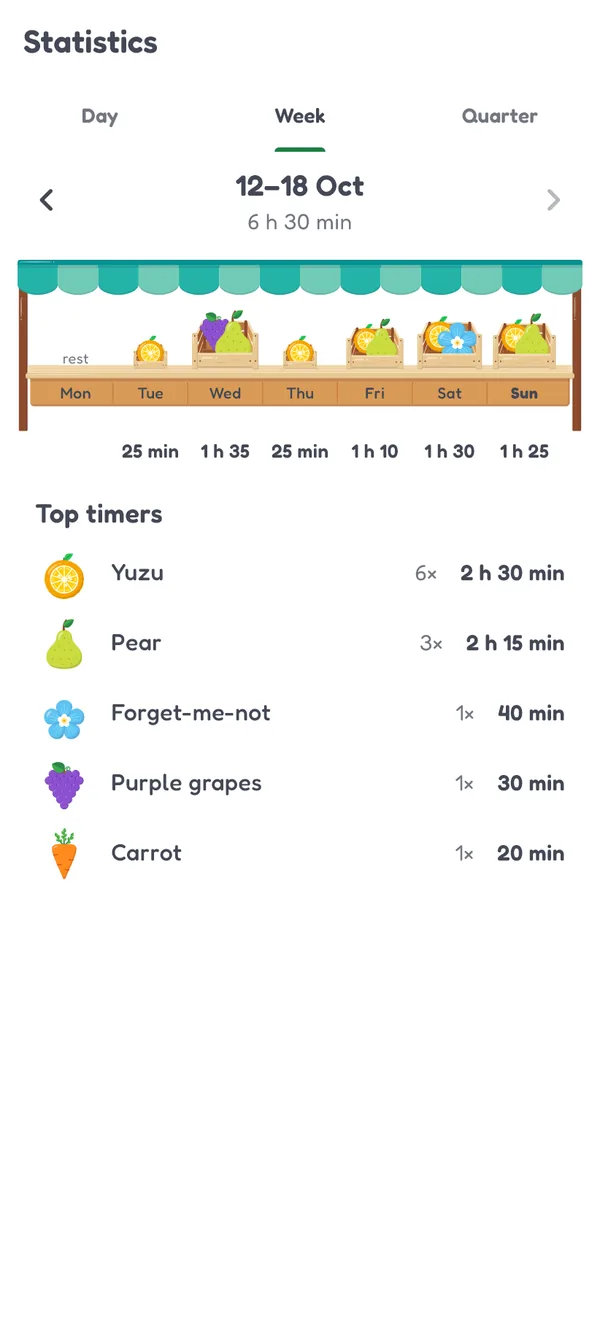 Statistics
Day Week Quarter
12–18 Oct
6 h 30 min
rest
Mon Tue Wed Thu Fri Sat Sun
25 min 1 h 35 25 min 1 h 10 1 h 30 1 h 25
Top timers
Yuzu 6× 2 h 30 min
Pear 3× 2 h 15 min
Forget-me-not 1× 40 min
Purple grapes 1× 30 min
Carrot 1× 20 min